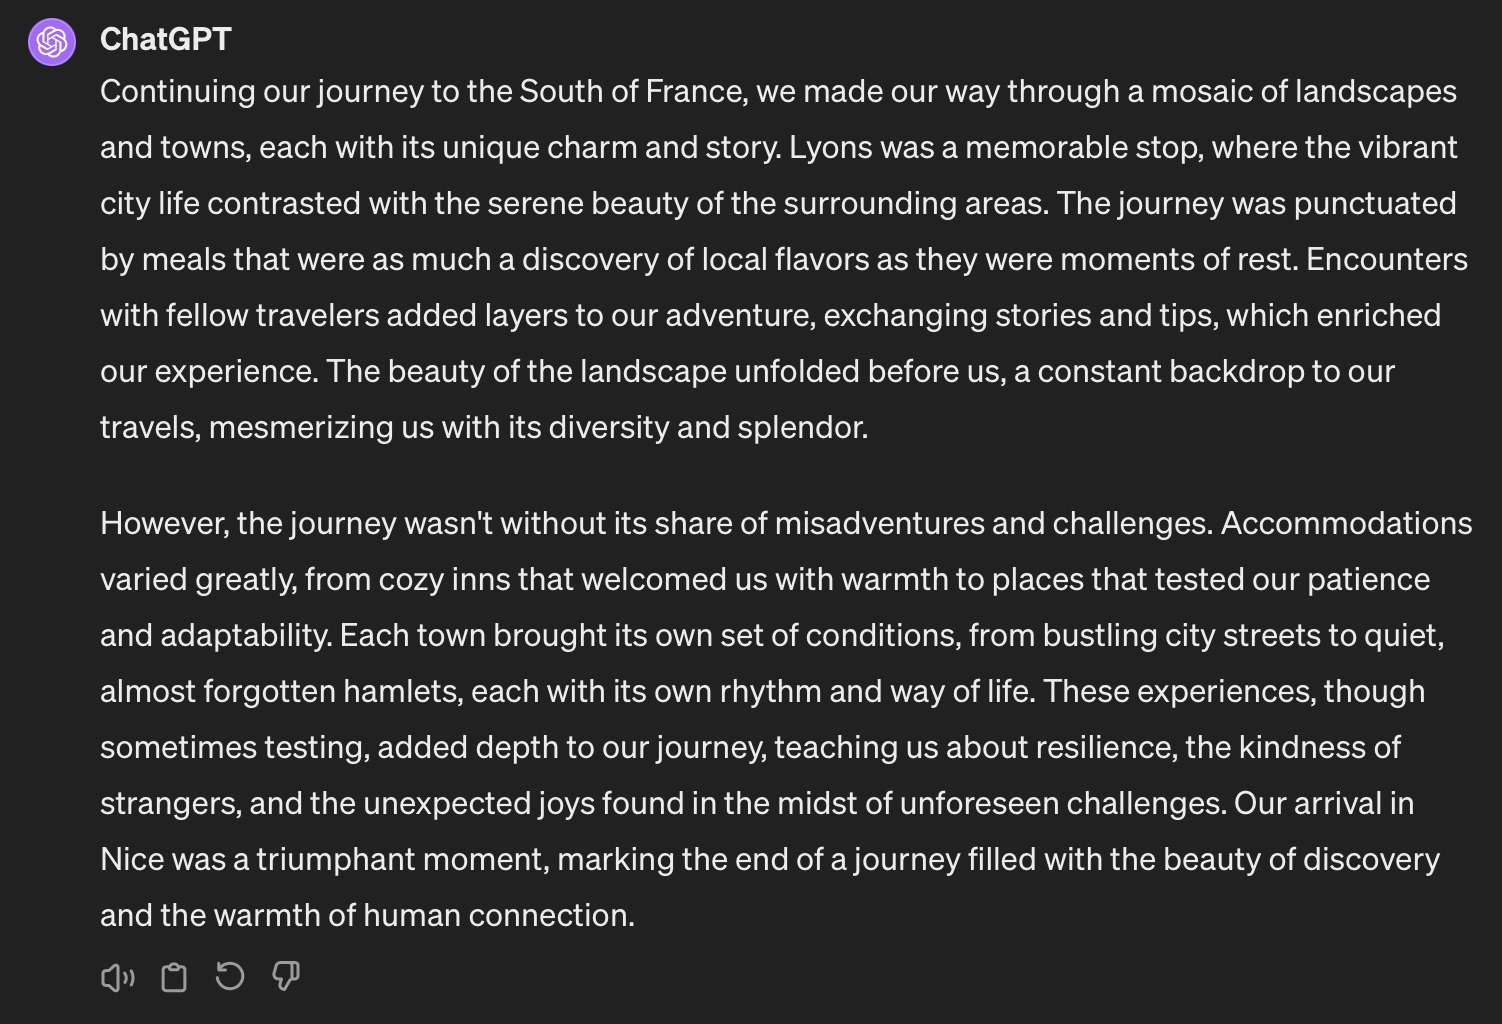 ChatGPT
Continuing our journey to the South of France, we made our way through a mosaic of landscapes
and towns, each with its unique charm and story. Lyons was a memorable stop, where the vibrant
city life contrasted with the serene beauty of the surrounding areas. The journey was punctuated
by meals that were as much a discovery of local flavors as they were moments of rest. Encounters
with fellow travelers added layers to our adventure, exchanging stories and tips, which enriched
our experience. The beauty of the landscape unfolded before us, a constant backdrop to our
travels, mesmerizing us with its diversity and splendor.
However, the journey wasn't without its share of misadventures and challenges. Accommodations
varied greatly, from cozy inns that welcomed us with warmth to places that tested our patience
and adaptability. Each town brought its own set of conditions, from bustling city streets to quiet,
almost forgotten hamlets, each with its own rhythm and way of life. These experiences, though
sometimes testing, added depth to our journey, teaching us about resilience, the kindness of
strangers, and the unexpected joys found in the midst of unforeseen challenges. Our arrival in
Nice was a triumphant moment, marking the end of a journey filled with the beauty of discovery
and the warmth of human connection.